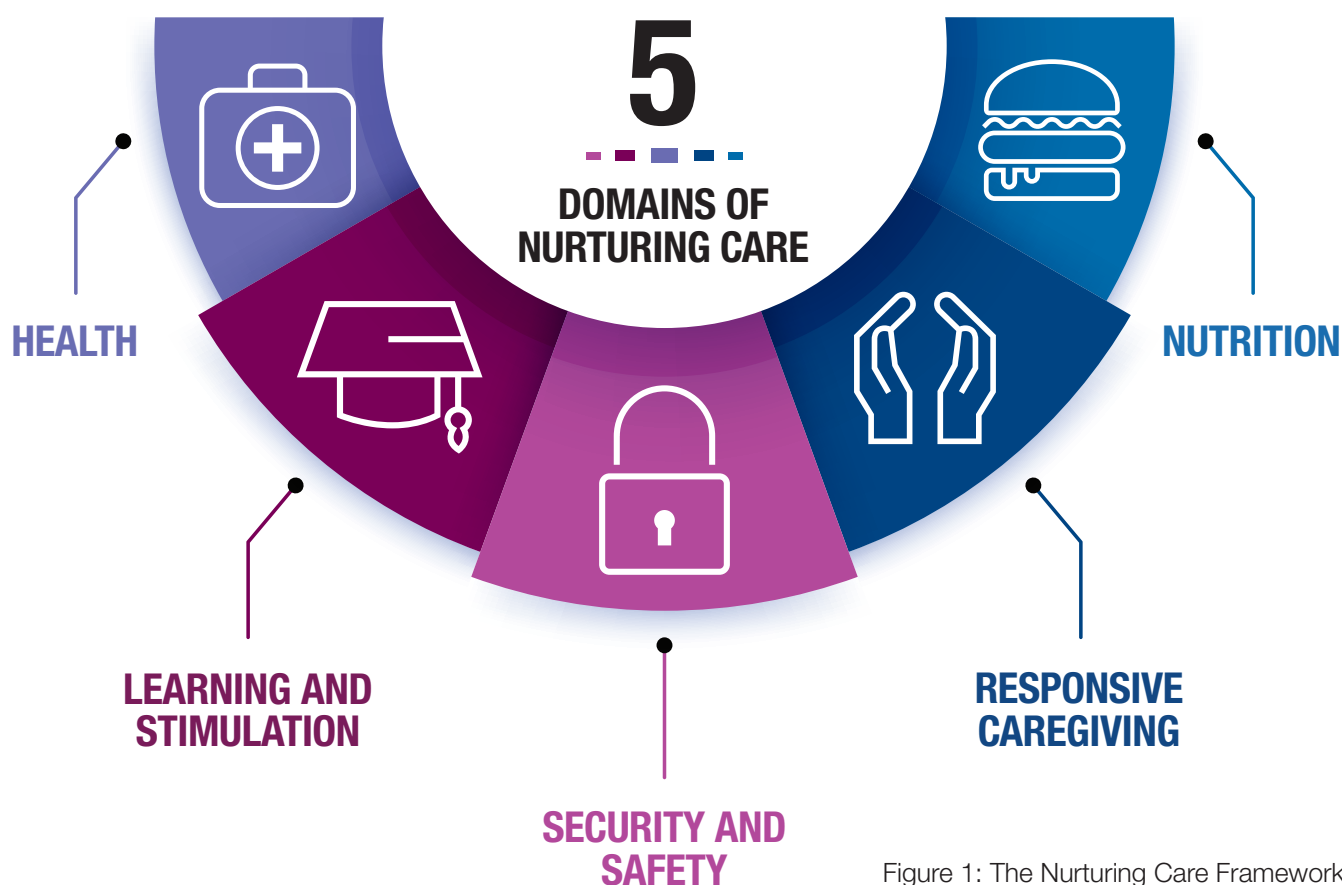 5
DOMAINS OF
NURTURING CARE
HEALTH
NUTRITION
LEARNING AND
STIMULATION
RESPONSIVE
CAREGIVING
SECURITY AND
SAFETY
Figure 1: The Nurturing Care Framework